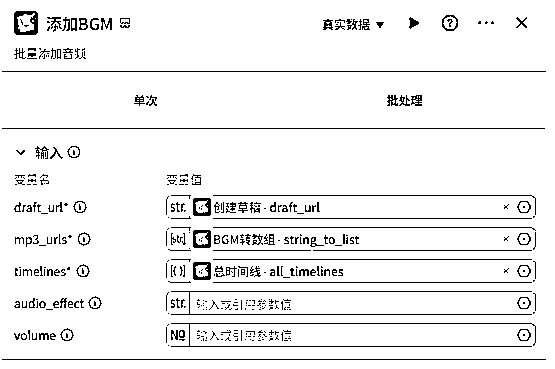 添加BGM
真实数据
批量添加音频
单次 批处理
输入
变量名 变量值
draft_url* str. 创建草稿 - draft_url
mp3_urls* [str] BGM转数组 - string_to_list
timelines* [{}] 总时间线 - all_timelines
audio_effect str. 输入或引用参数值
volume No 输入或引用参数值